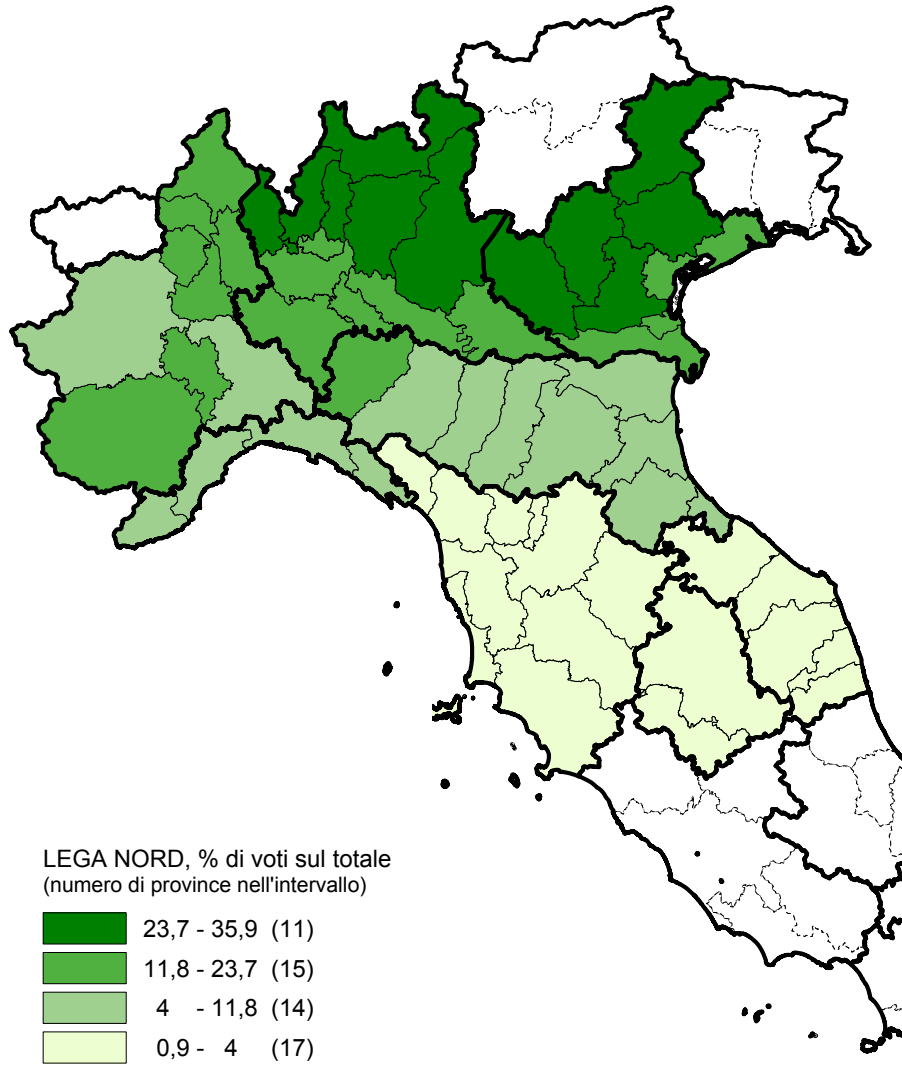 LEGA NORD, % di voti sul totale
(numero di province nell'intervallo)
23,7 - 35,9 (11)
11,8 - 23,7 (15)
4 - 11,8 (14)
0,9 - 4 (17)